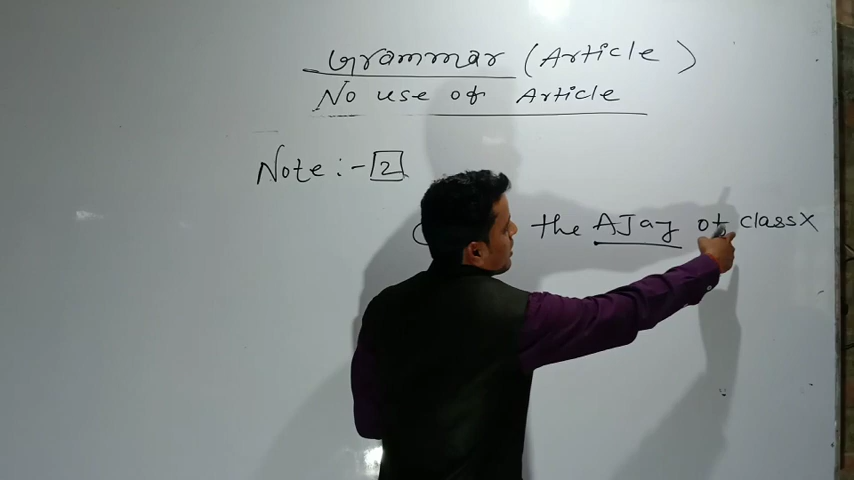 Grammar (Article)
No use of Article
Note :- 2
the AJay of class X